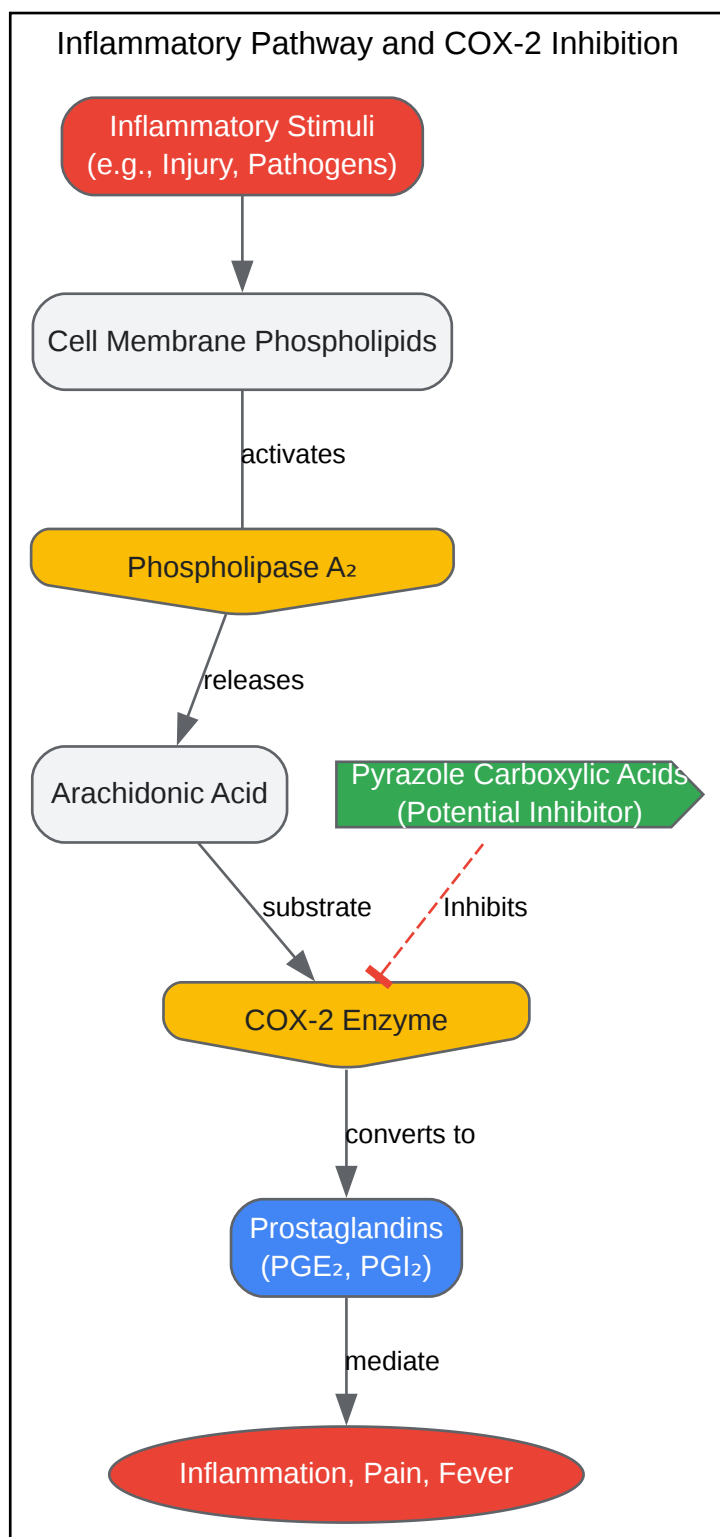 Inflammatory Pathway and COX-2 Inhibition
Inflammatory Stimuli
(e.g., Injury, Pathogens)
Cell Membrane Phospholipids
activates
Phospholipase A₂
releases
Arachidonic Acid
Pyrazole Carboxylic Acids
(Potential Inhibitor)
substrate
Inhibits
COX-2 Enzyme
converts to
Prostaglandins
(PGE₂, PGI₂)
mediate
Inflammation, Pain, Fever